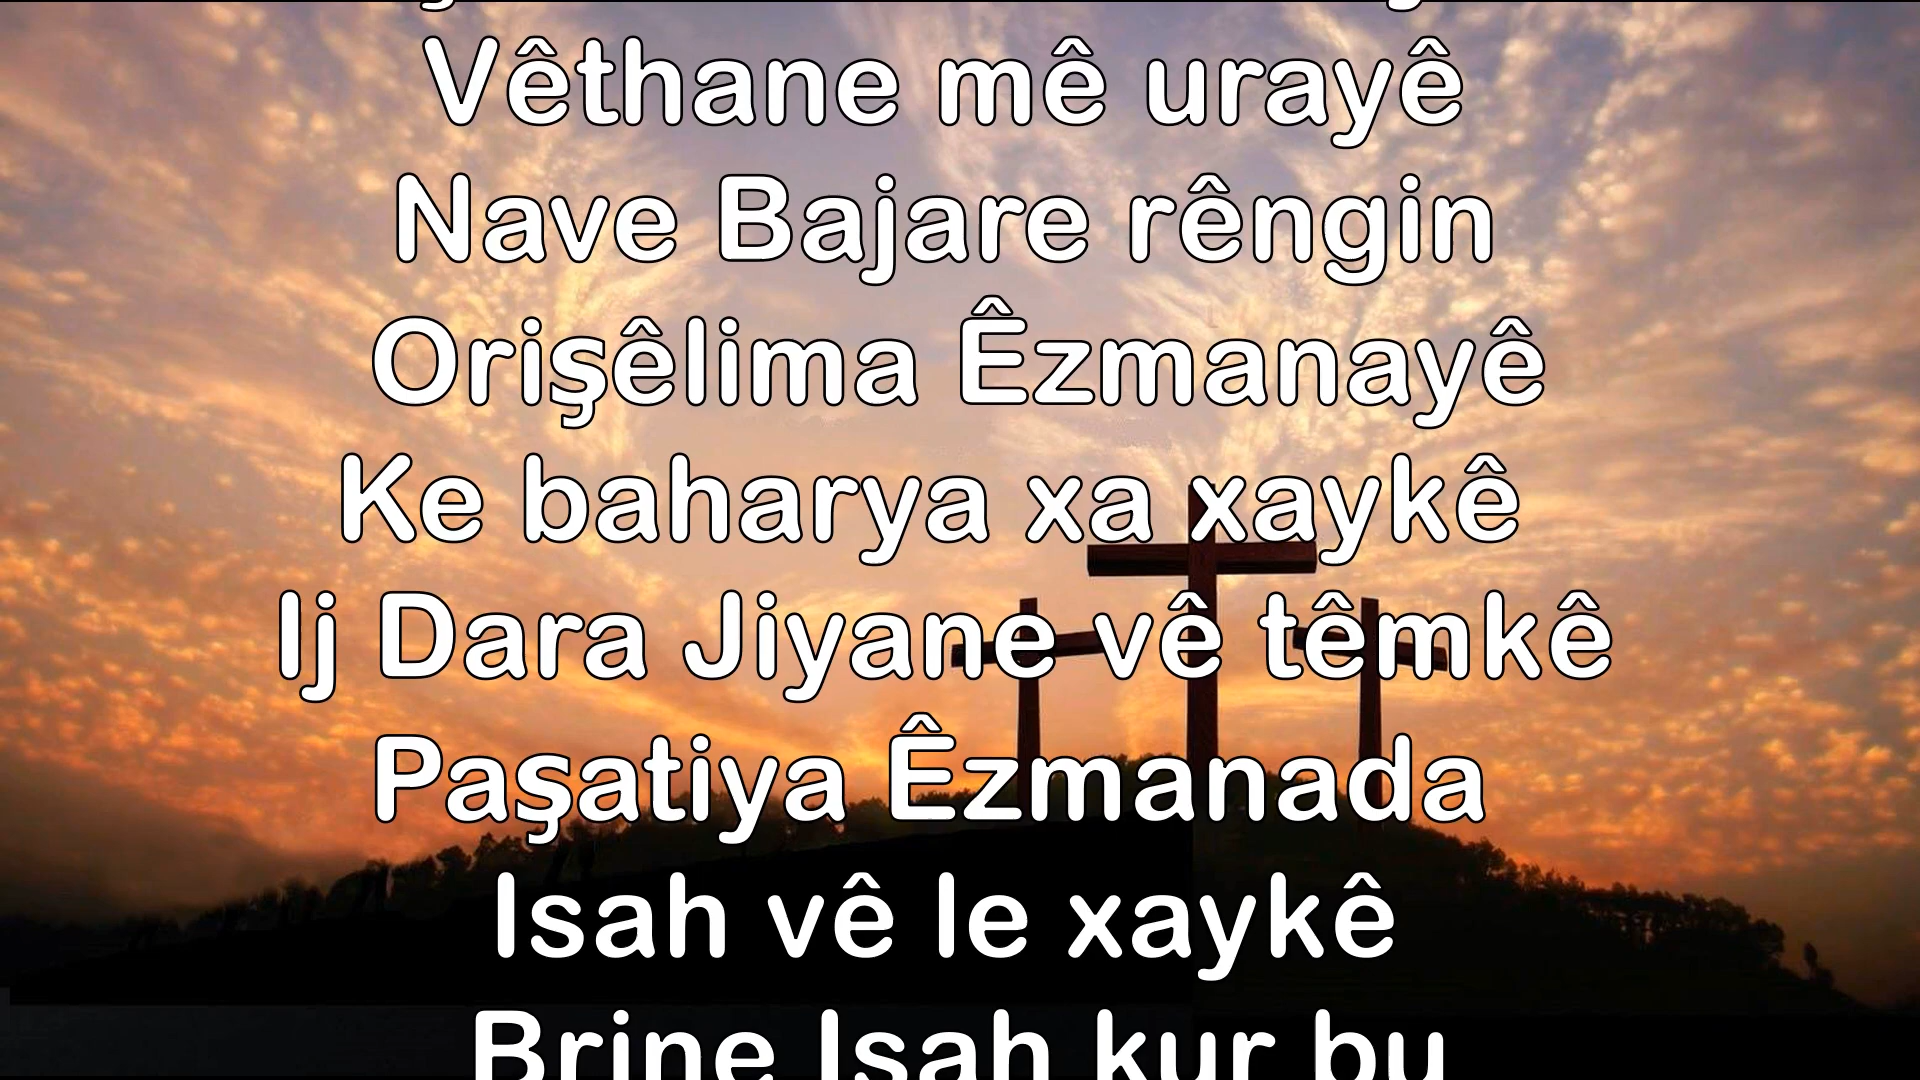 Vêthane mê urayê
Nave Bajare rêngin
Orişêlima Êzmanayê
Ke baharya xa xaykê
Ij Dara Jiyane vê têmkê
Paşatiya Êzmanada
Isah vê le xaykê
Brine Isah kur bu